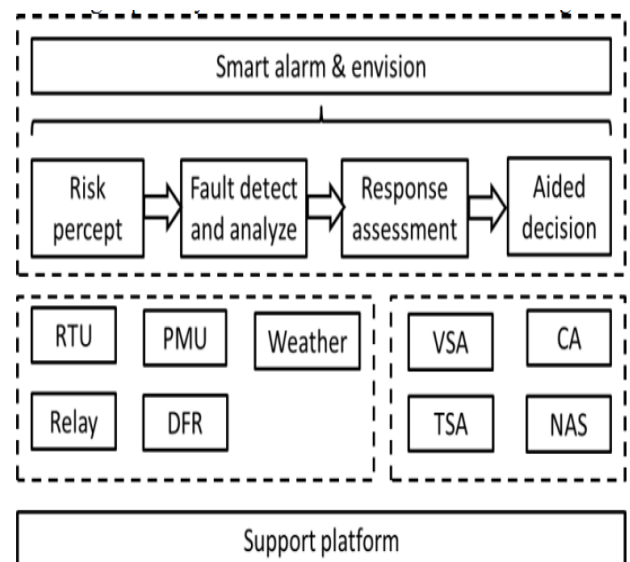 Smart alarm & envision
Risk
percept
Fault detect
and analyze
Response
assessment
Aided
decision
RTU
PMU
Weather
VSA
CA
Relay
DFR
TSA
NAS
Support platform